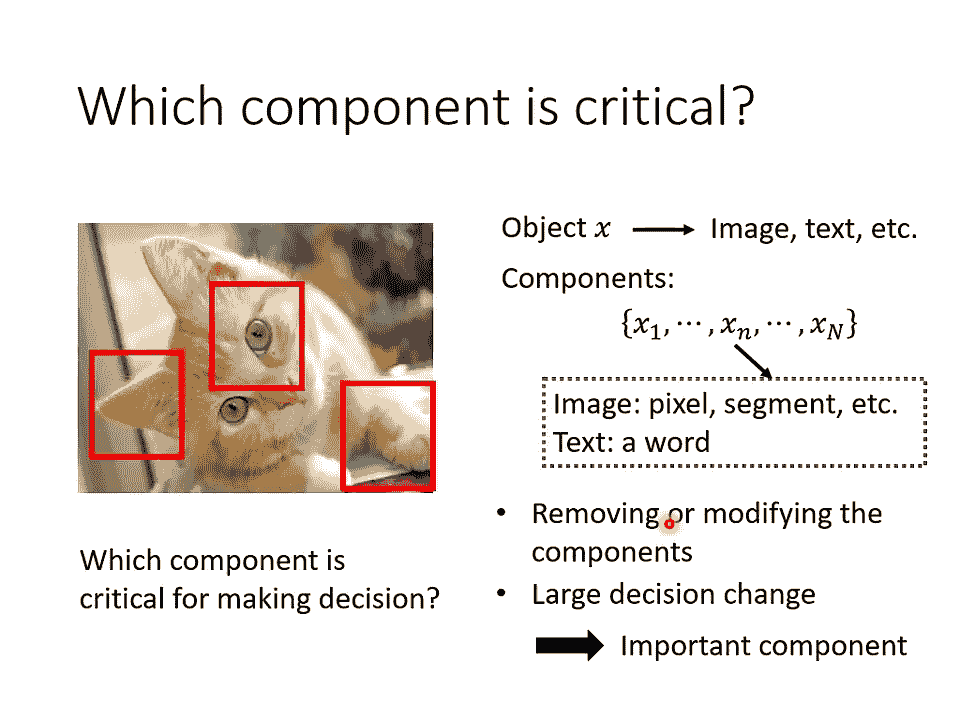 Which component is critical?
Object 𝑥 → Image, text, etc.
Components:
{𝑥₁, ⋯ , 𝑥ₙ, ⋯ , 𝑥_N}
Image: pixel, segment, etc.
Text: a word
• Removing or modifying the
components
• Large decision change
Important component
Which component is
critical for making decision?